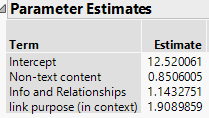 Parameter Estimates
Term Estimate
Intercept 12.520061
Non-text content 0.8506005
Info and Relationships 1.1432751
link purpose (in context) 1.9089859